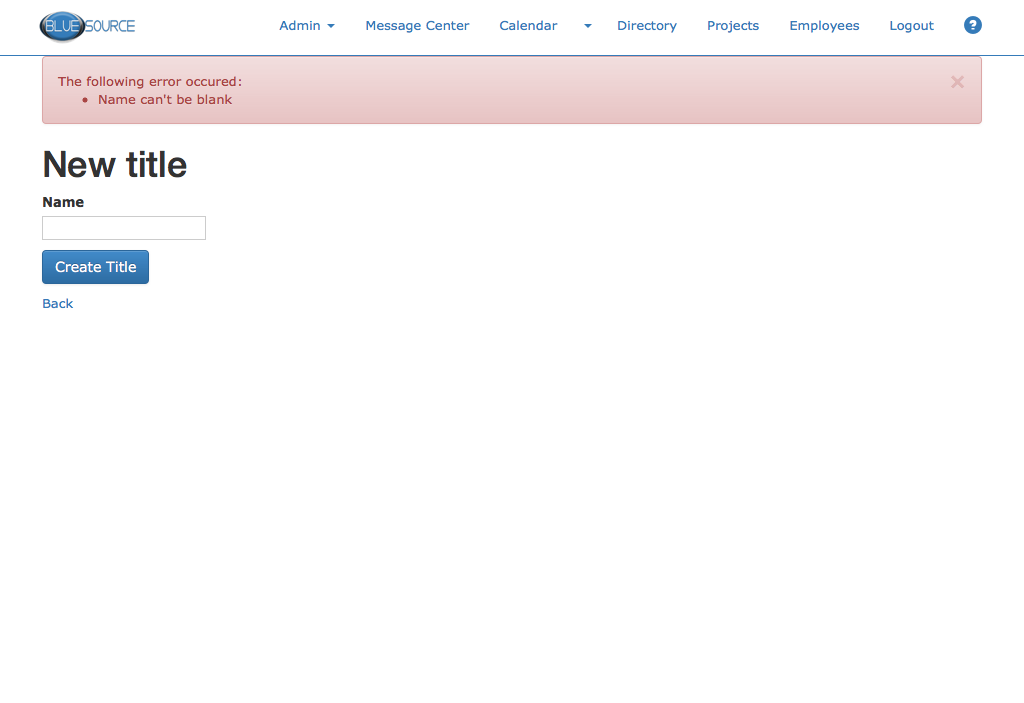 BLUESOURCE Admin Message Center Calendar Directory Projects Employees Logout ?
The following error occured: ×
• Name can't be blank
New title
Name
Create Title
Back